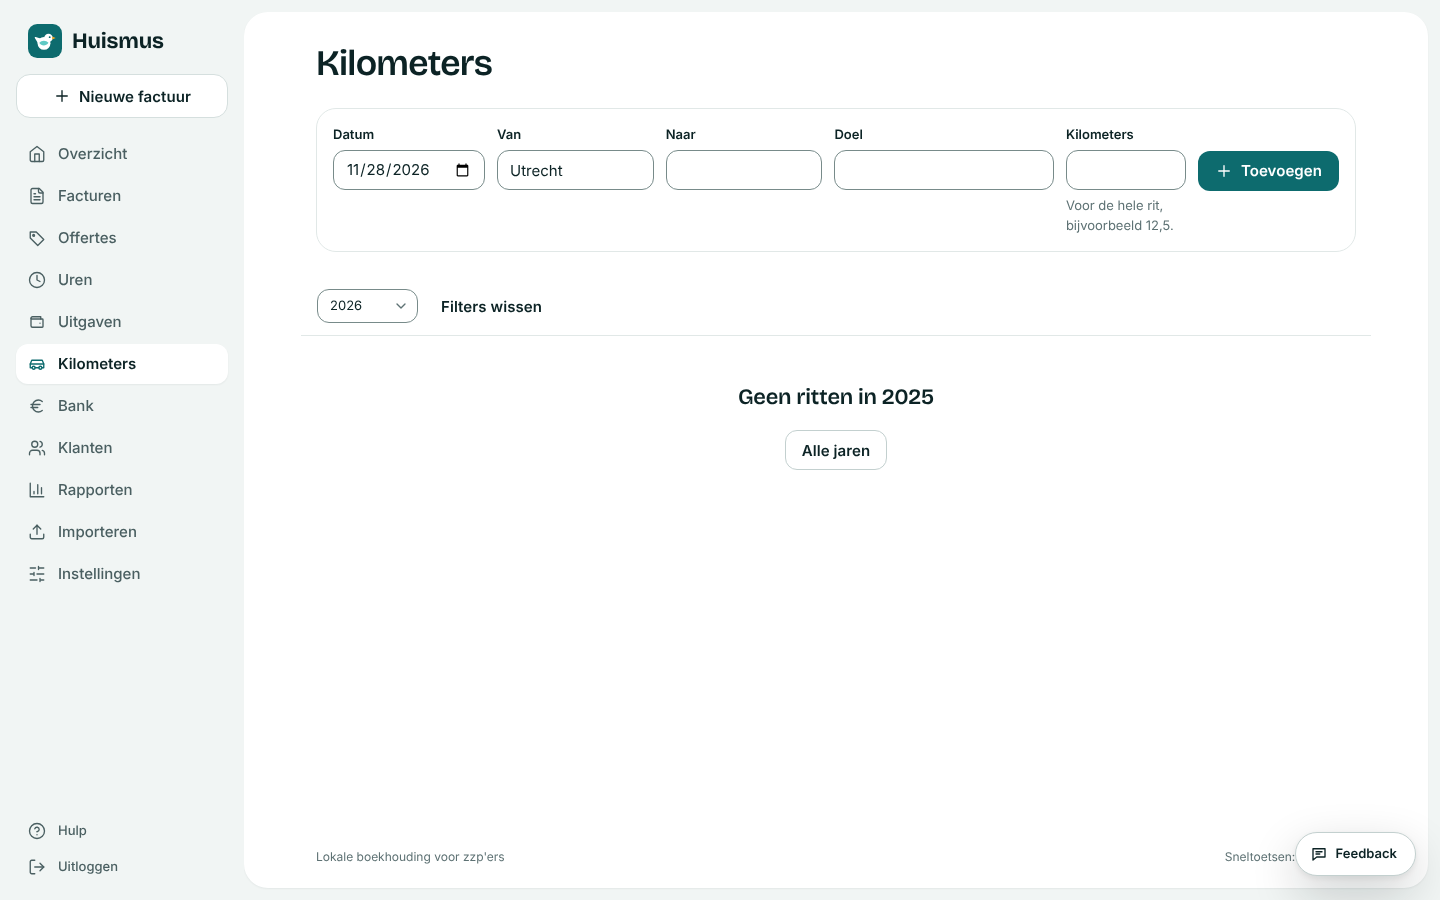 Huismus
Nieuwe factuur
Overzicht
Facturen
Offertes
Uren
Uitgaven
Kilometers
Bank
Klanten
Rapporten
Importeren
Instellingen
Hulp
Uitloggen
Kilometers
Datum Van Naar Doel Kilometers
11/28/2026 Utrecht Toevoegen
Voor de hele rit,
bijvoorbeeld 12,5.
2026 Filters wissen
Geen ritten in 2025
Alle jaren
Lokale boekhouding voor zzp'ers
Sneltoetsen:
Feedback